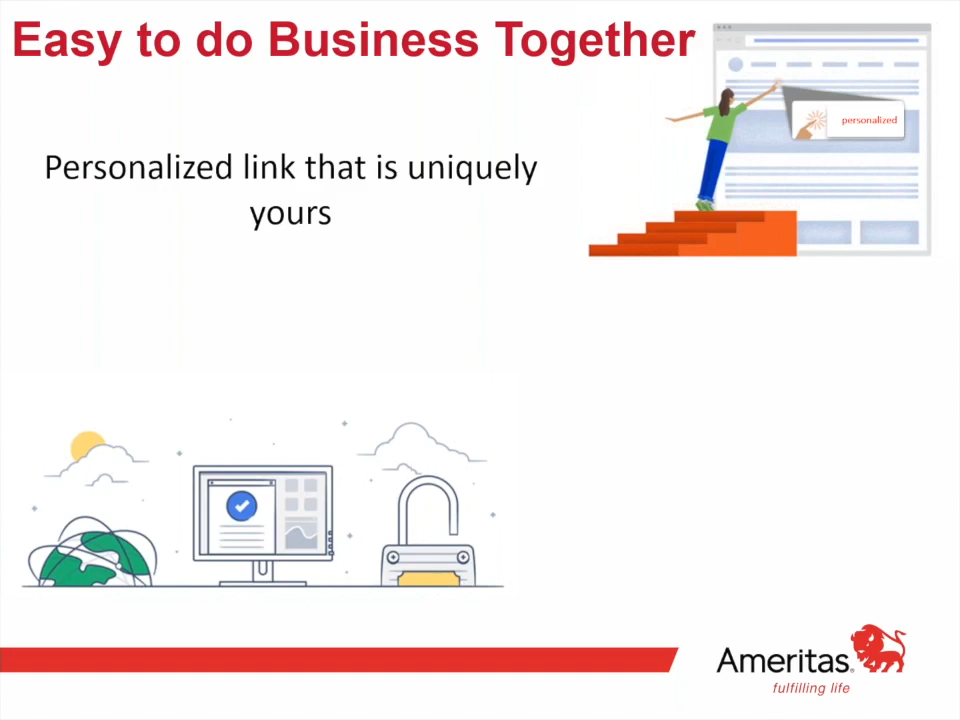 Easy to do Business Together
personalized
Personalized link that is uniquely
yours
Ameritas®
fulfilling life